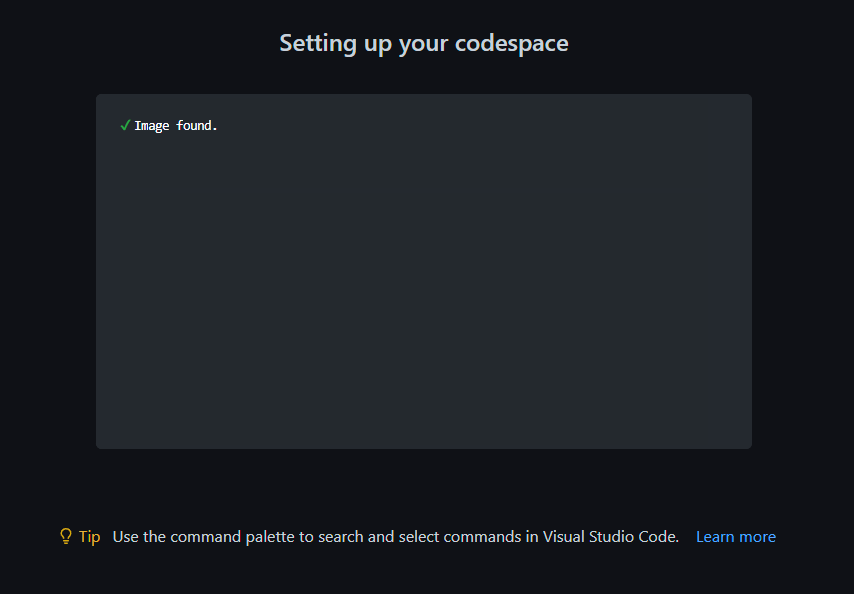 Setting up your codespace
✓ Image found.
Tip Use the command palette to search and select commands in Visual Studio Code. Learn more